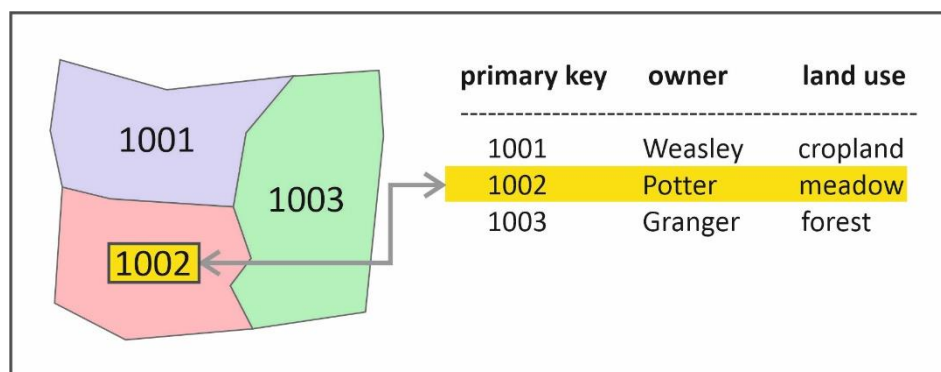 1001
1002
1003
primary key owner land use
1001 Weasley cropland
1002 Potter meadow
1003 Granger forest